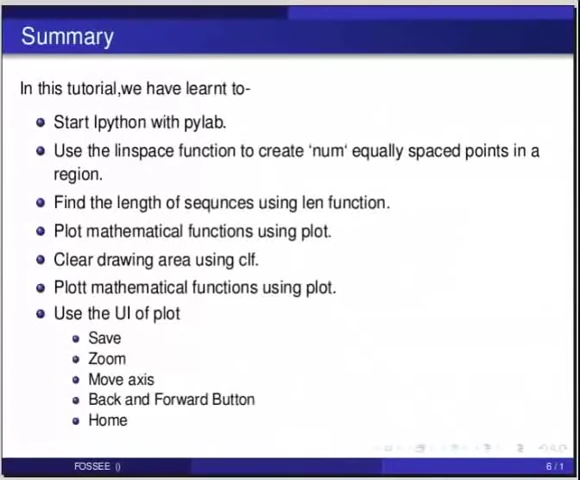 Summary
In this tutorial,we have learnt to-
Start Ipython with pylab.
Use the linspace function to create ‘num‘ equally spaced points in a
region.
Find the length of sequnces using len function.
Plot mathematical functions using plot.
Clear drawing area using clf.
Plott mathematical functions using plot.
Use the UI of plot
Save
Zoom
Move axis
Back and Forward Button
Home
FOSSEE ()
6 / 1